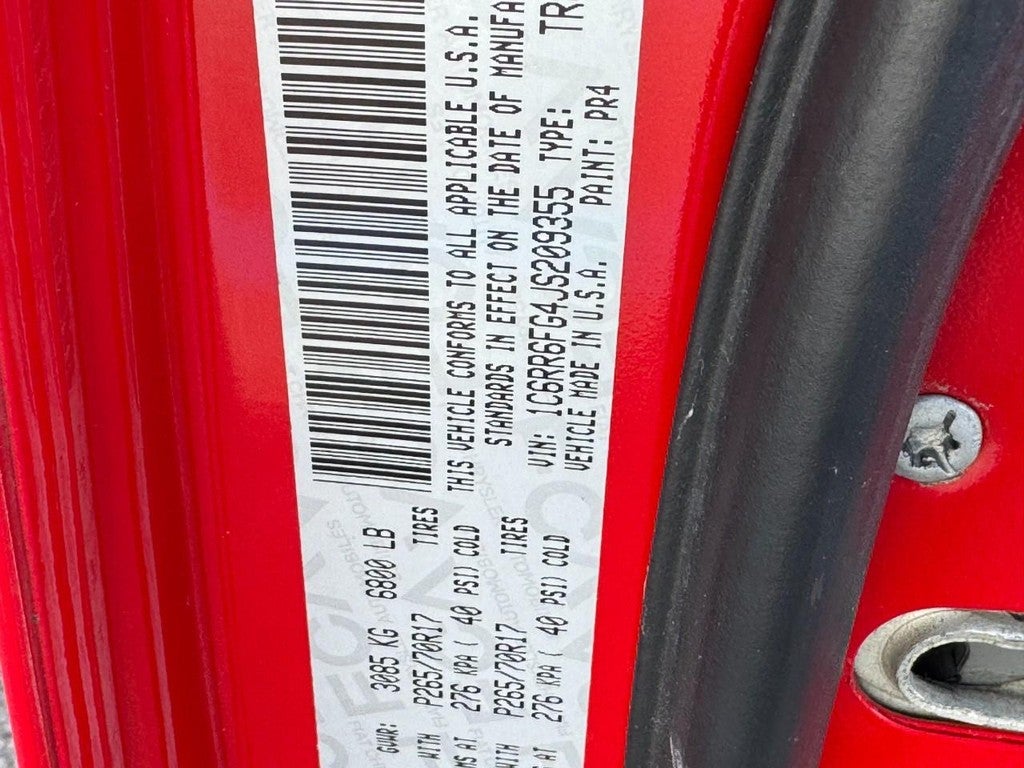 GVWR: 3085 KG 6800 LB
WITH P265/70R17 TIRES
MS AT 276 KPA ( 40 PSI) COLD
WITH P265/70R17 TIRES
S AT 276 KPA ( 40 PSI) COLD
THIS VEHICLE CONFORMS TO ALL APPLICABLE U.S.A.
STANDARDS IN EFFECT ON THE DATE OF MANUFA
VIN: 1C6RR6FG4JS209355 TYPE: TR
VEHICLE MADE IN U.S.A. PAINT: PR4